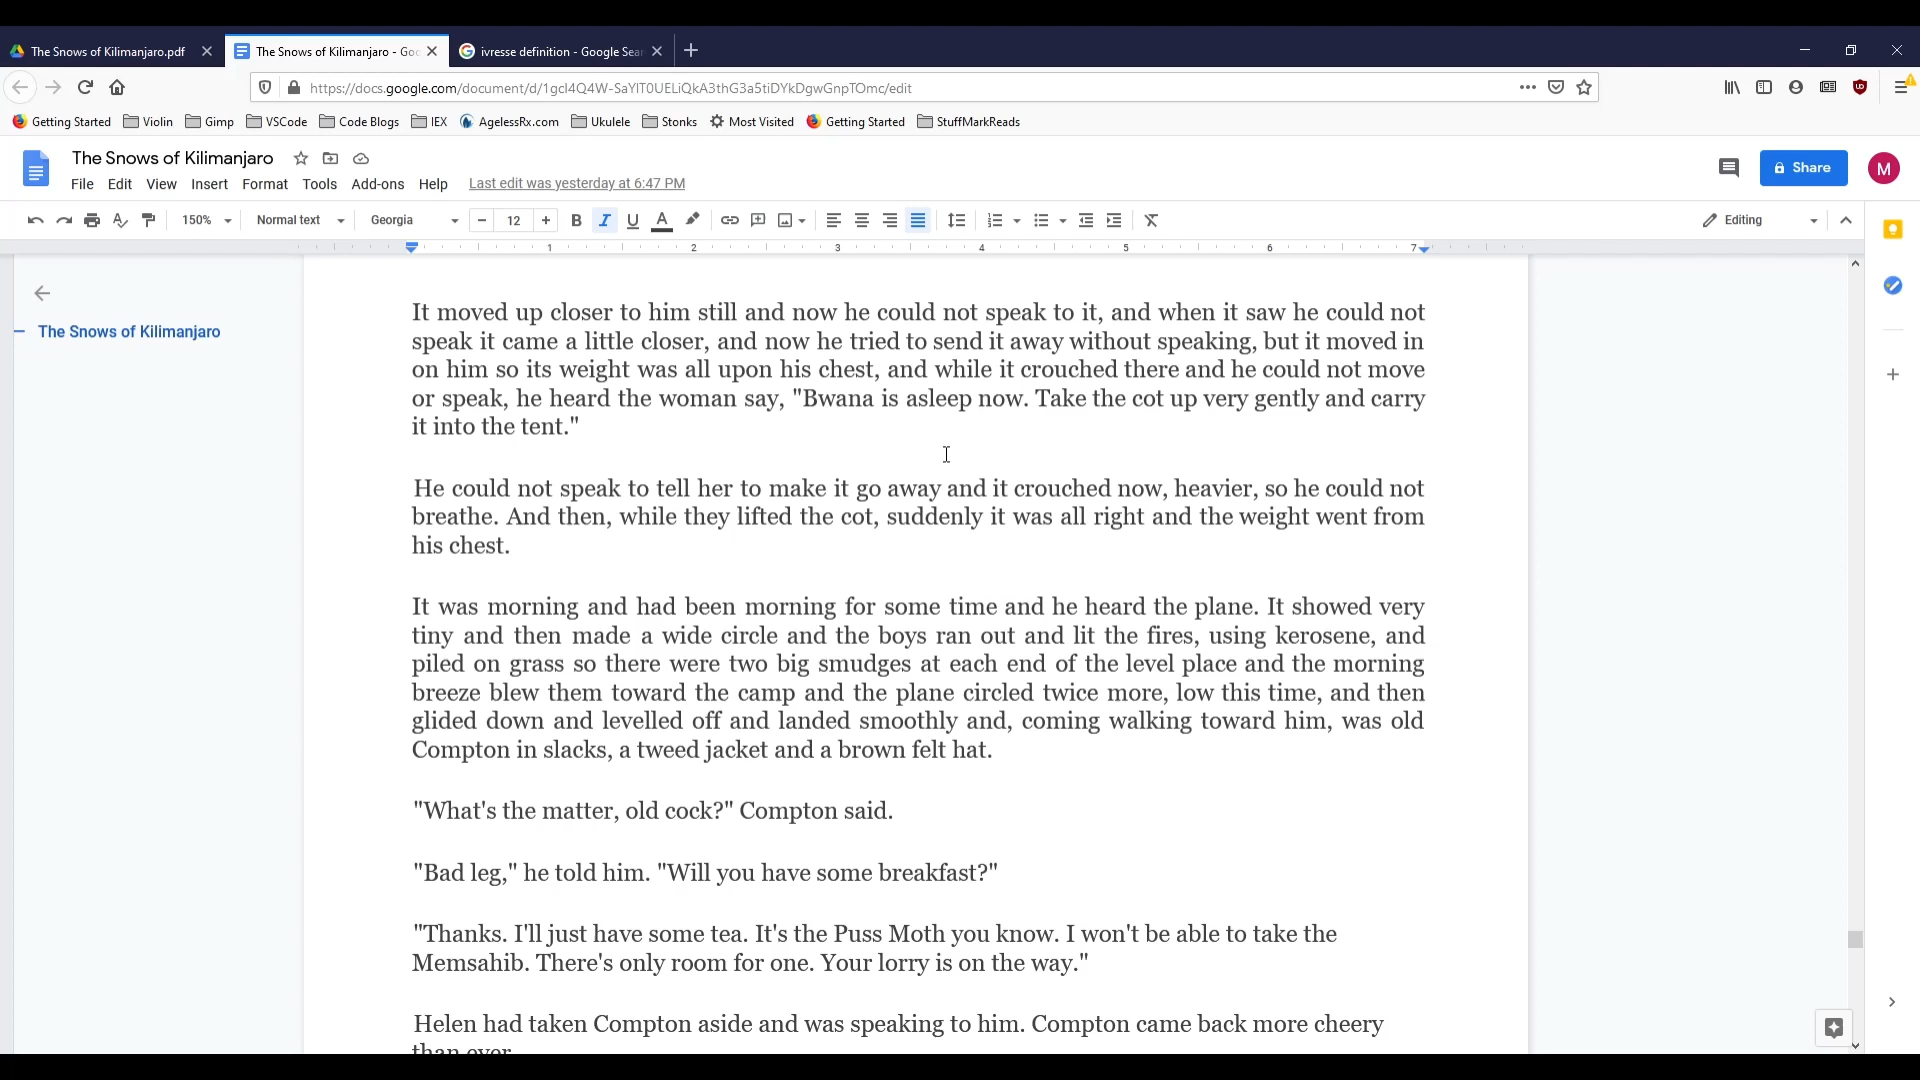 The Snows of Kilimanjaro.pdf
The Snows of Kilimanjaro - Goo
ivresse definition - Google Sear
https://docs.google.com/document/d/1gcl4Q4W-SaYlT0UELiQkA3thG3a5tiDYkDgwGnpTOmc/edit
Getting Started Violin Gimp VSCode Code Blogs IEX AgelessRx.com Ukulele Stonks Most Visited Getting Started StuffMarkReads
The Snows of Kilimanjaro
File Edit View Insert Format Tools Add-ons Help Last edit was yesterday at 6:47 PM
Share
M
150% Normal text Georgia 12 B I U A Editing
1 2 3 4 5 6 7
The Snows of Kilimanjaro
It moved up closer to him still and now he could not speak to it, and when it saw he could not
speak it came a little closer, and now he tried to send it away without speaking, but it moved in
on him so its weight was all upon his chest, and while it crouched there and he could not move
or speak, he heard the woman say, "Bwana is asleep now. Take the cot up very gently and carry
it into the tent."
He could not speak to tell her to make it go away and it crouched now, heavier, so he could not
breathe. And then, while they lifted the cot, suddenly it was all right and the weight went from
his chest.
It was morning and had been morning for some time and he heard the plane. It showed very
tiny and then made a wide circle and the boys ran out and lit the fires, using kerosene, and
piled on grass so there were two big smudges at each end of the level place and the morning
breeze blew them toward the camp and the plane circled twice more, low this time, and then
glided down and levelled off and landed smoothly and, coming walking toward him, was old
Compton in slacks, a tweed jacket and a brown felt hat.
"What's the matter, old cock?" Compton said.
"Bad leg," he told him. "Will you have some breakfast?"
"Thanks. I'll just have some tea. It's the Puss Moth you know. I won't be able to take the
Memsahib. There's only room for one. Your lorry is on the way."
Helen had taken Compton aside and was speaking to him. Compton came back more cheery
than ever.